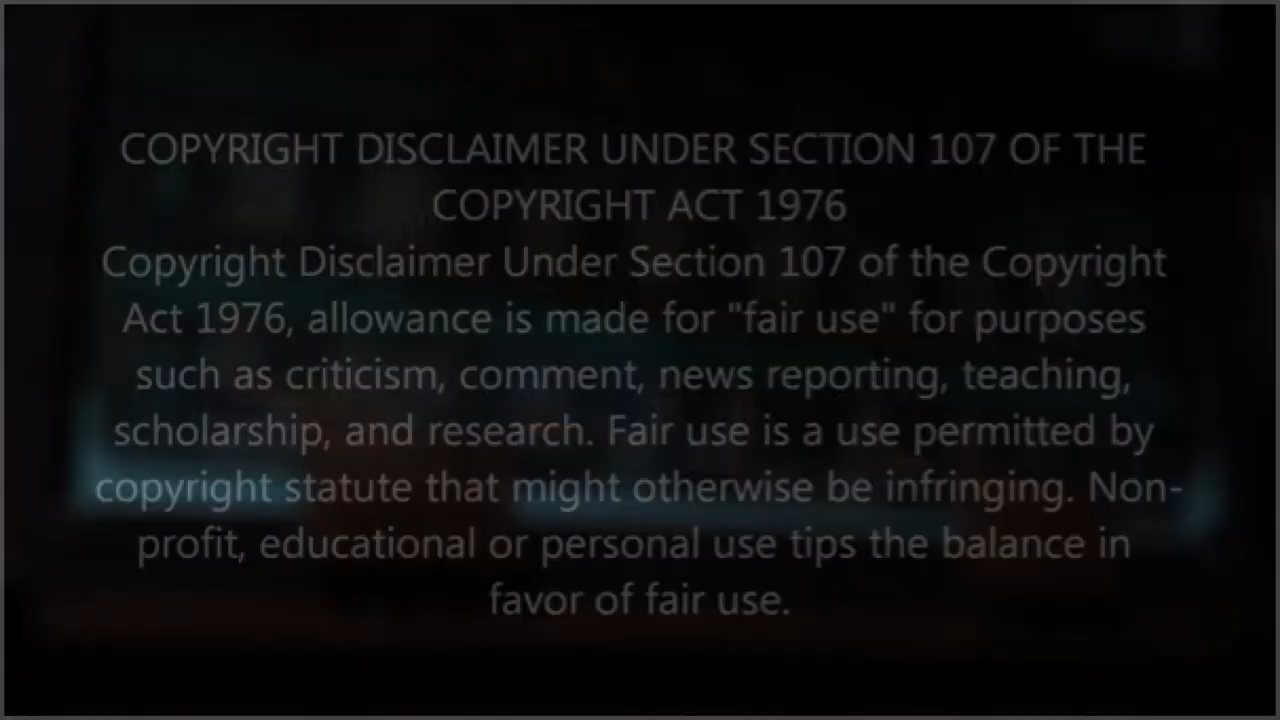 COPYRIGHT DISCLAIMER UNDER SECTION 107 OF THE
COPYRIGHT ACT 1976
Copyright Disclaimer Under Section 107 of the Copyright
Act 1976, allowance is made for "fair use" for purposes
such as criticism, comment, news reporting, teaching,
scholarship, and research. Fair use is a use permitted by
copyright statute that might otherwise be infringing. Non-
profit, educational or personal use tips the balance in
favor of fair use.